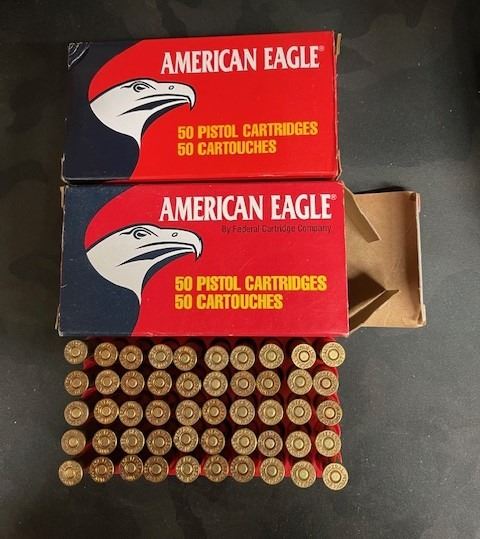 AMERICAN EAGLE®
50 PISTOL CARTRIDGES
50 CARTOUCHES
AMERICAN EAGLE®
By Federal Cartridge Company
50 PISTOL CARTRIDGES
50 CARTOUCHES